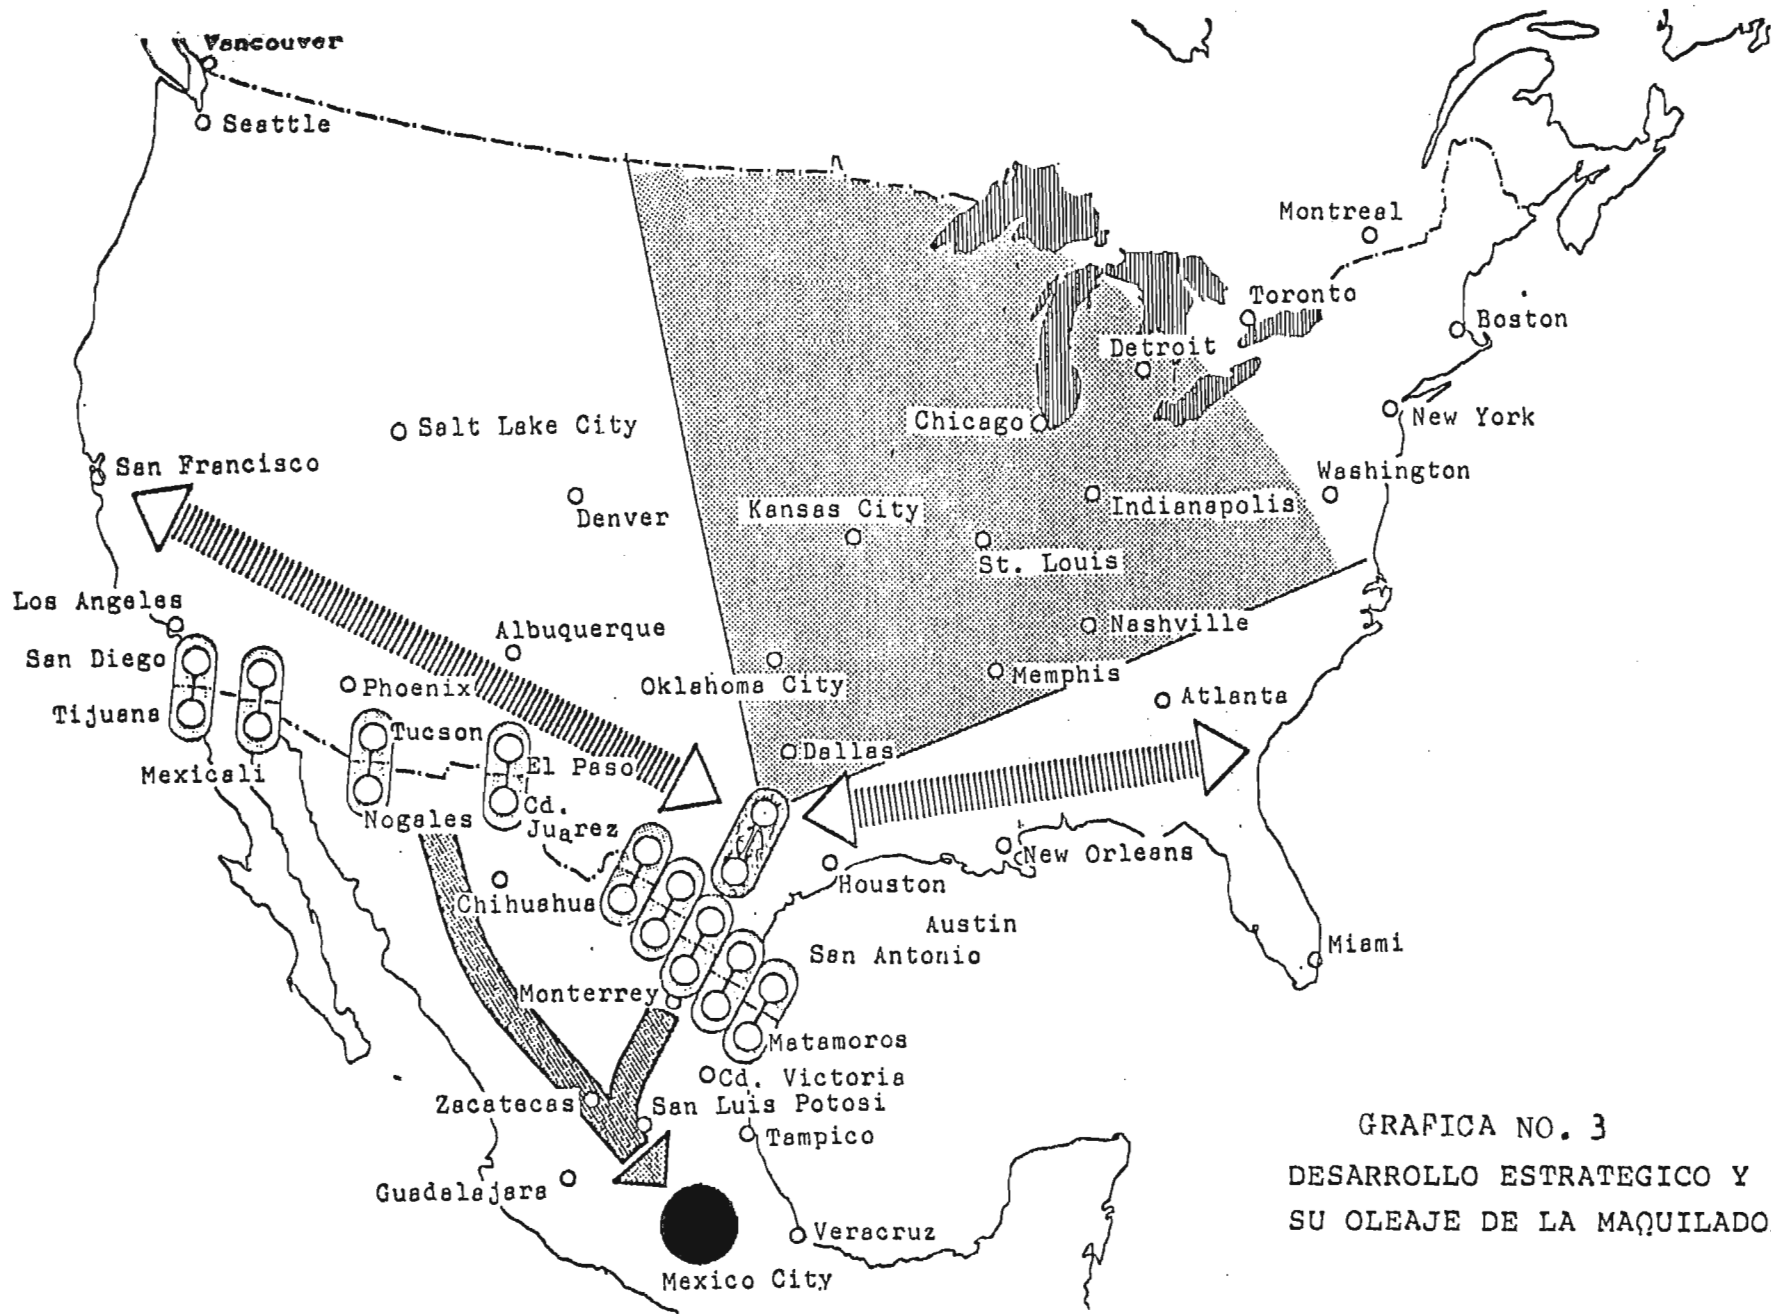 Vancouver
Seattle
Montreal
Toronto
Boston
Detroit
New York
Chicago
Salt Lake City
San Francisco
Washington
Denver
Kansas City
Indianapolis
St. Louis
Los Angeles
Albuquerque
Nashville
San Diego
Phoenix
Oklahoma City
Memphis
Atlanta
Tijuana
Tucson
Dallas
Mexicali
El Paso
Nogales
Cd.
Juarez
New Orleans
Houston
Chihuahua
Austin
San Antonio
Miami
Monterrey
Matamoros
Cd. Victoria
Zacatecas
San Luis Potosi
Tampico
Guadalajara
Veracruz
Mexico City
GRAFICA NO. 3
DESARROLLO ESTRATEGICO Y
SU OLEAJE DE LA MAQUILADO